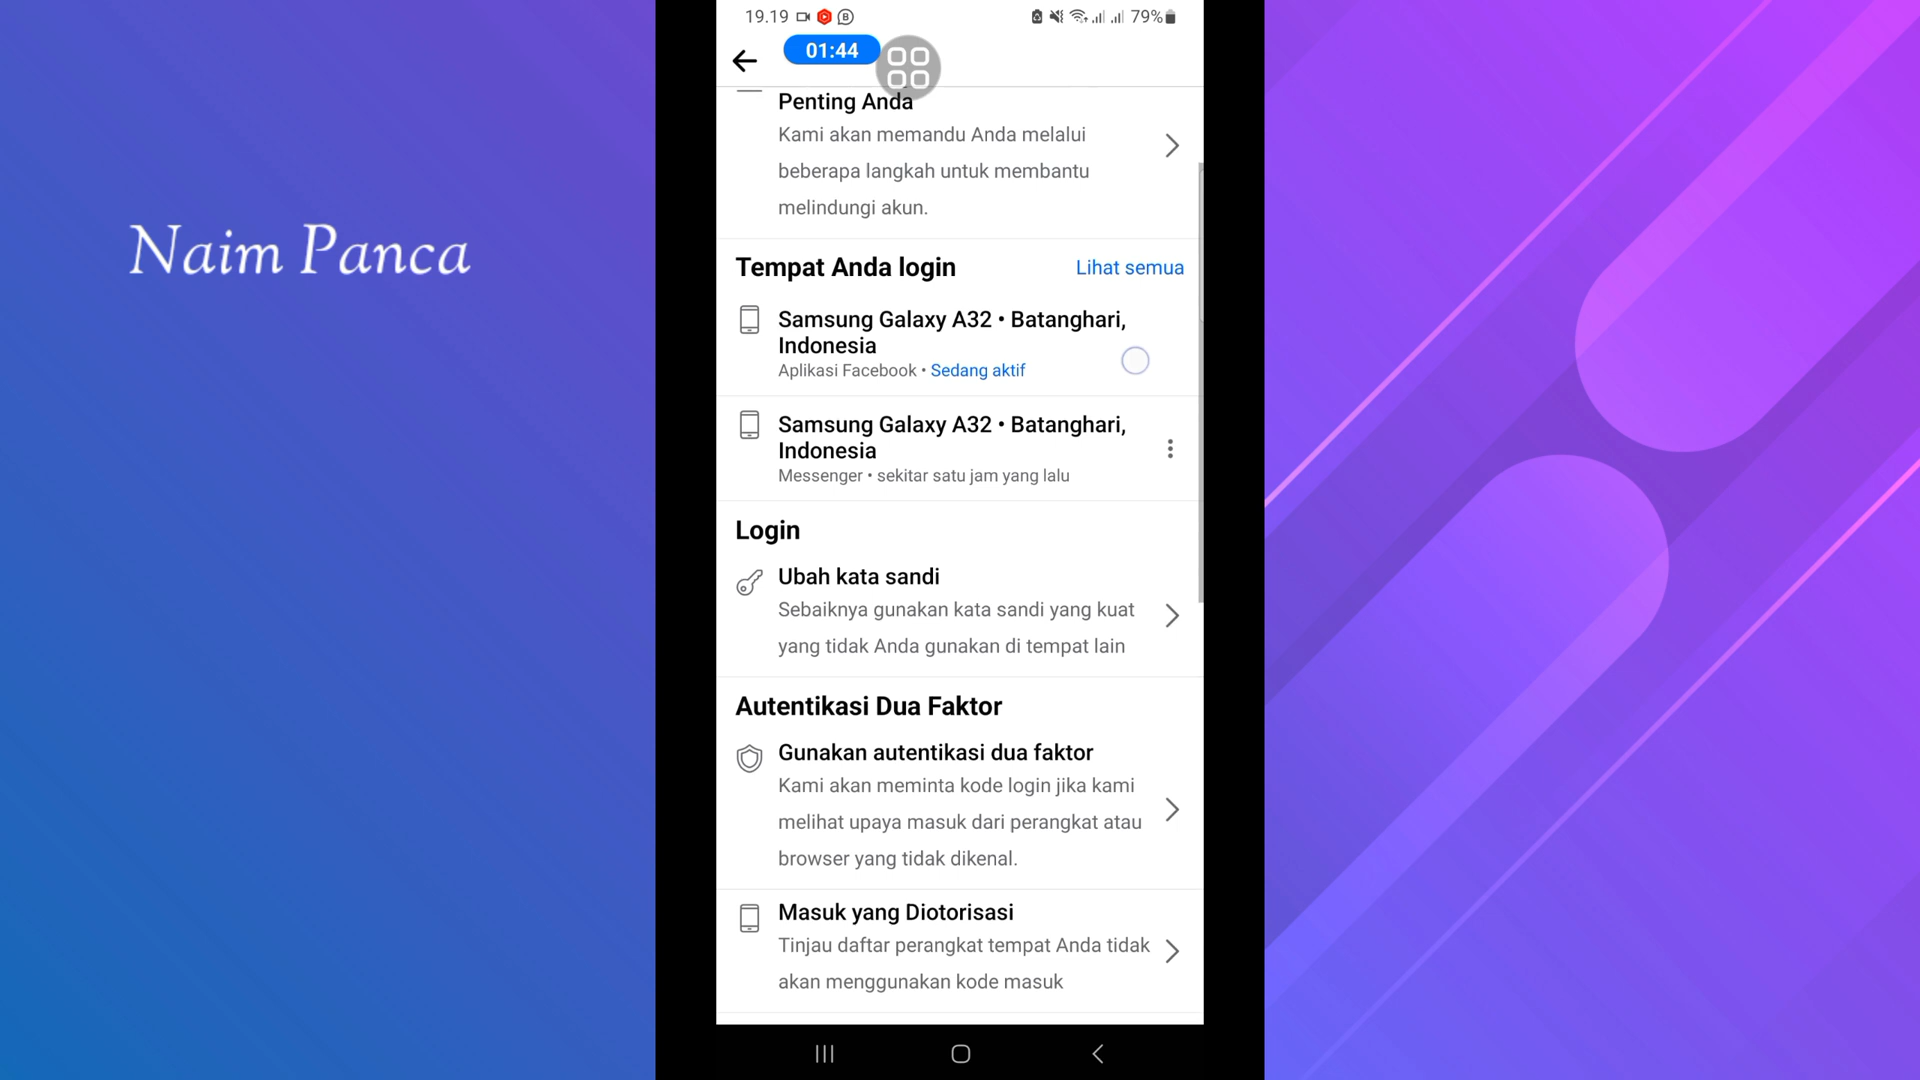 19.19
79%
01:44
Naim Panca
Penting Anda
Kami akan memandu Anda melalui
beberapa langkah untuk membantu
melindungi akun.
Tempat Anda login
Lihat semua
Samsung Galaxy A32 • Batanghari,
Indonesia
Aplikasi Facebook • Sedang aktif
Samsung Galaxy A32 • Batanghari,
Indonesia
Messenger • sekitar satu jam yang lalu
Login
Ubah kata sandi
Sebaiknya gunakan kata sandi yang kuat
yang tidak Anda gunakan di tempat lain
Autentikasi Dua Faktor
Gunakan autentikasi dua faktor
Kami akan meminta kode login jika kami
melihat upaya masuk dari perangkat atau
browser yang tidak dikenal.
Masuk yang Diotorisasi
Tinjau daftar perangkat tempat Anda tidak
akan menggunakan kode masuk